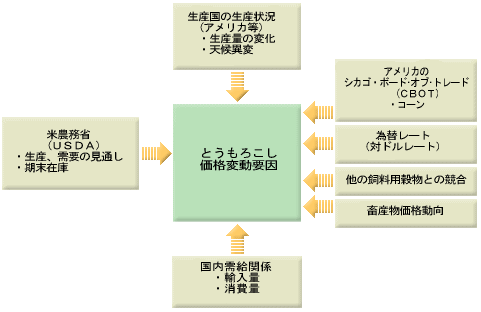 生産国の生産状況
（アメリカ等）
・生産量の変化
・天候異変
米農務省
（ＵＳＤＡ）
・生産、需要の見通し
・期末在庫
とうもろこし
価格変動要因
アメリカの
シカゴ・ボード・オブ・トレード
（ＣＢＯＴ）
・コーン
為替レート
（対ドルレート）
他の飼料用穀物との競合
畜産物価格動向
国内需給関係
・輸入量
・消費量